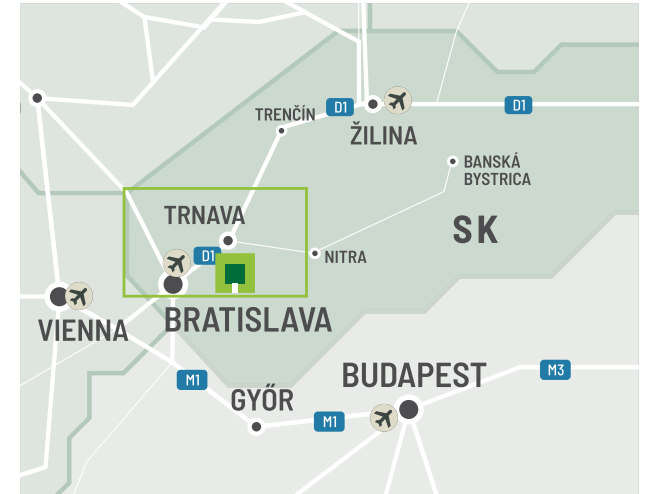 TRENČÍN
D1
D1
ŽILINA
BANSKÁ
BYSTRICA
TRNAVA
SK
D1
NITRA
VIENNA
BRATISLAVA
M1
BUDAPEST
M3
GYŐR
M1